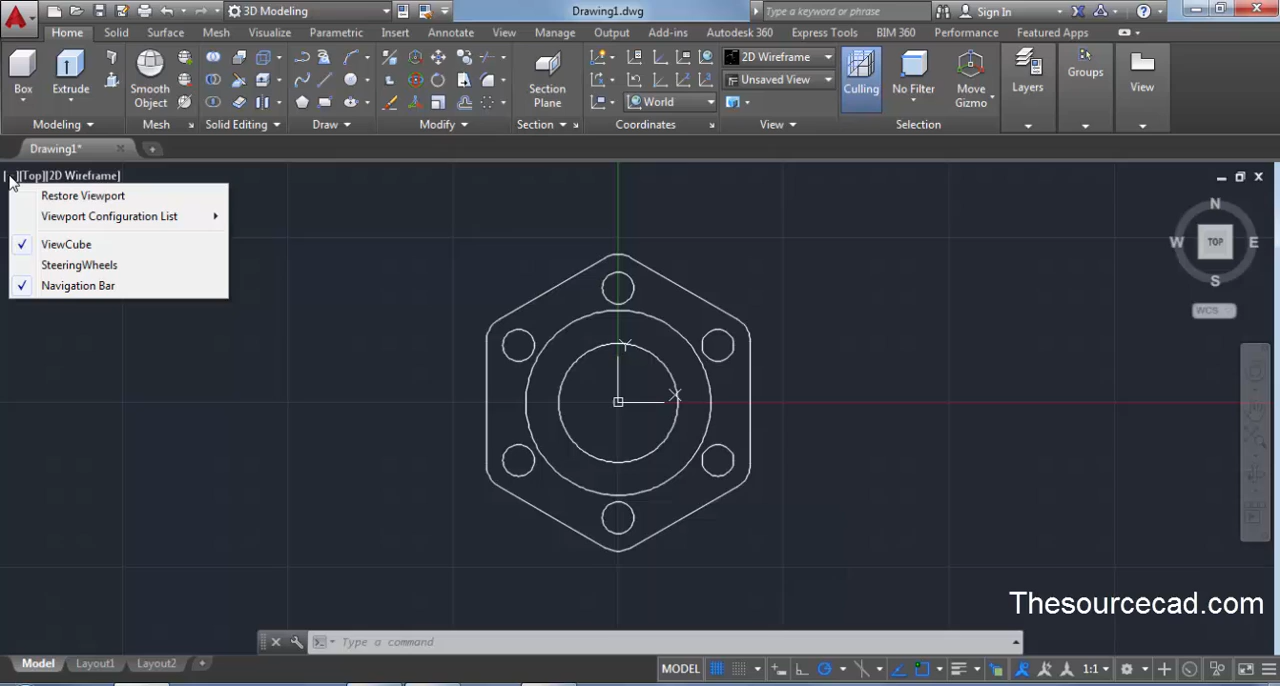 3D Modeling
Drawing1.dwg
Type a keyword or phrase
Sign In
Home Solid Surface Mesh Visualize Parametric Insert Annotate View Manage Output Add-ins Autodesk 360 Express Tools BIM 360 Performance Featured Apps
Box
Extrude
Smooth
Object
Section
Plane
2D Wireframe
Unsaved View
World
Culling
No Filter
Move
Gizmo
Layers
Groups
View
Modeling
Mesh
Solid Editing
Draw
Modify
Section
Coordinates
View
Selection
Drawing1*
[-][Top][2D Wireframe]
Restore Viewport
Viewport Configuration List
ViewCube
SteeringWheels
Navigation Bar
N
W
TOP
E
S
WCS
Y
X
Thesourcecad.com
Type a command
Model
Layout1
Layout2
MODEL
1:1